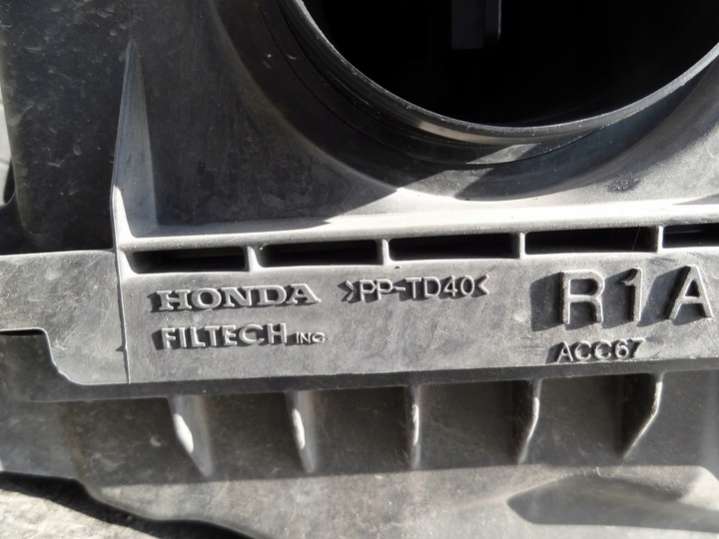 HONDA >PP-TD40< R1A
FILTECH INC ACC67